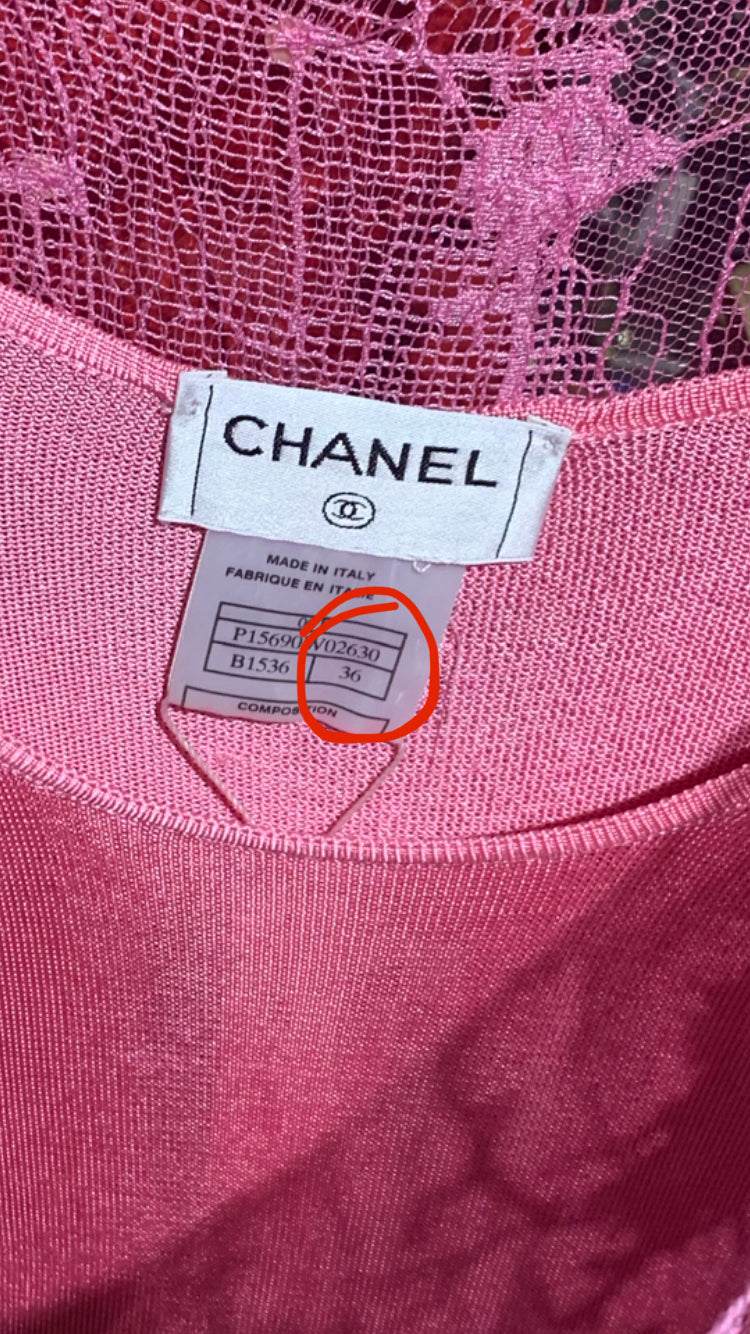 CHANEL
MADE IN ITALY
FABRIQUE EN ITALIE
P15690 V02630
B1536 36
COMPOSITION